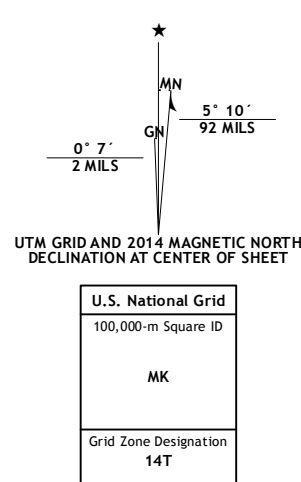 ★
MN
5° 10´
92 MILS
GN
0° 7´
2 MILS
UTM GRID AND 2014 MAGNETIC NORTH
DECLINATION AT CENTER OF SHEET
U.S. National Grid
100,000-m Square ID
MK
Grid Zone Designation
14T